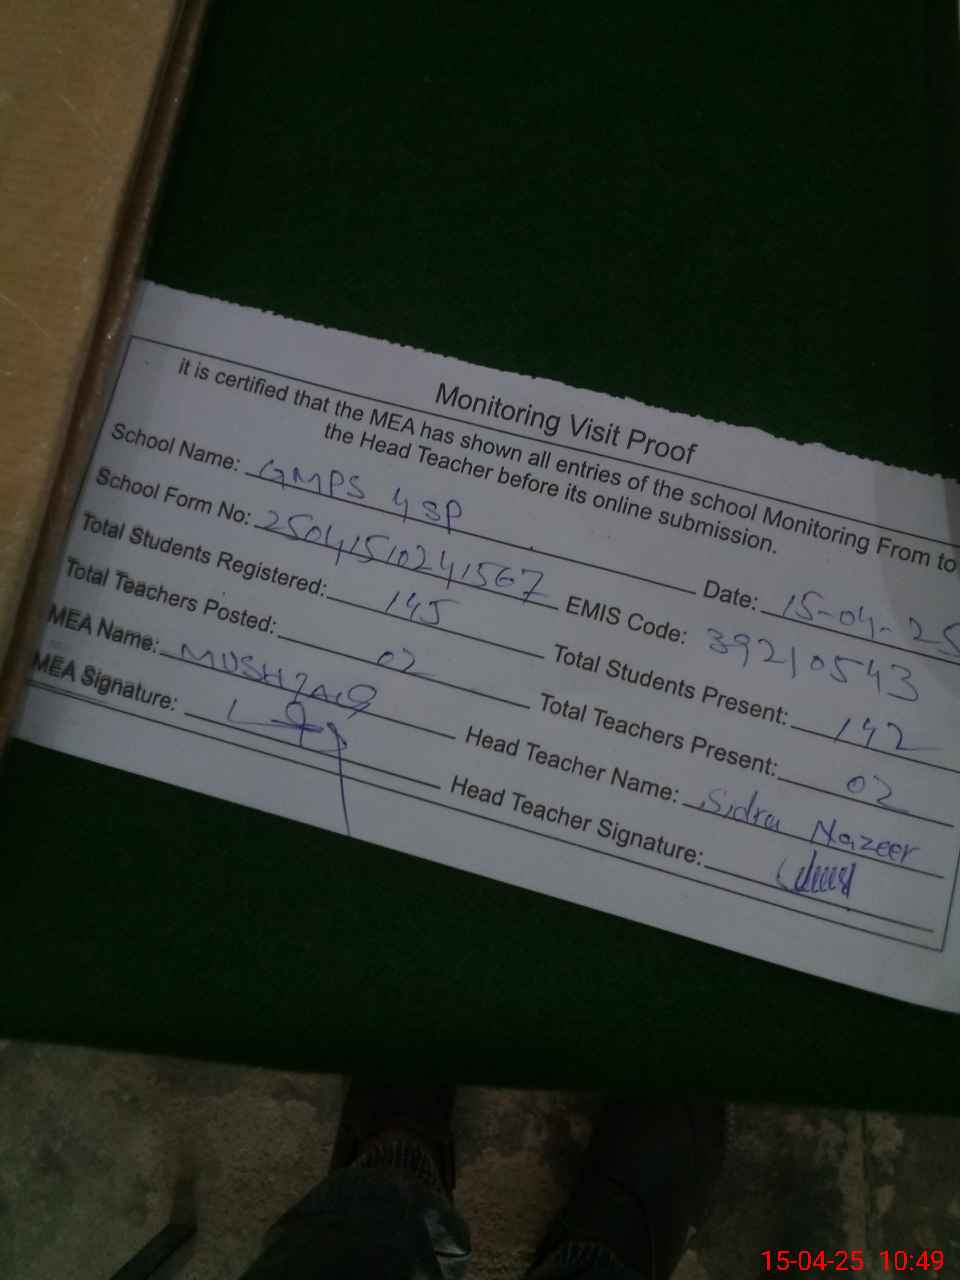 Monitoring Visit Proof
it is certified that the MEA has shown all entries of the school Monitoring From to
the Head Teacher before its online submission.
School Name: GMPS 4 SP Date: 15-04-25
School Form No: 25041510241567 EMIS Code: 39210543
Total Students Registered: 145 Total Students Present: 142
Total Teachers Posted: 02 Total Teachers Present: 02
MEA Name: MUSHTAQ Head Teacher Name: Sidra Nazeer
MEA Signature: Head Teacher Signature:
15-04-25 10:49